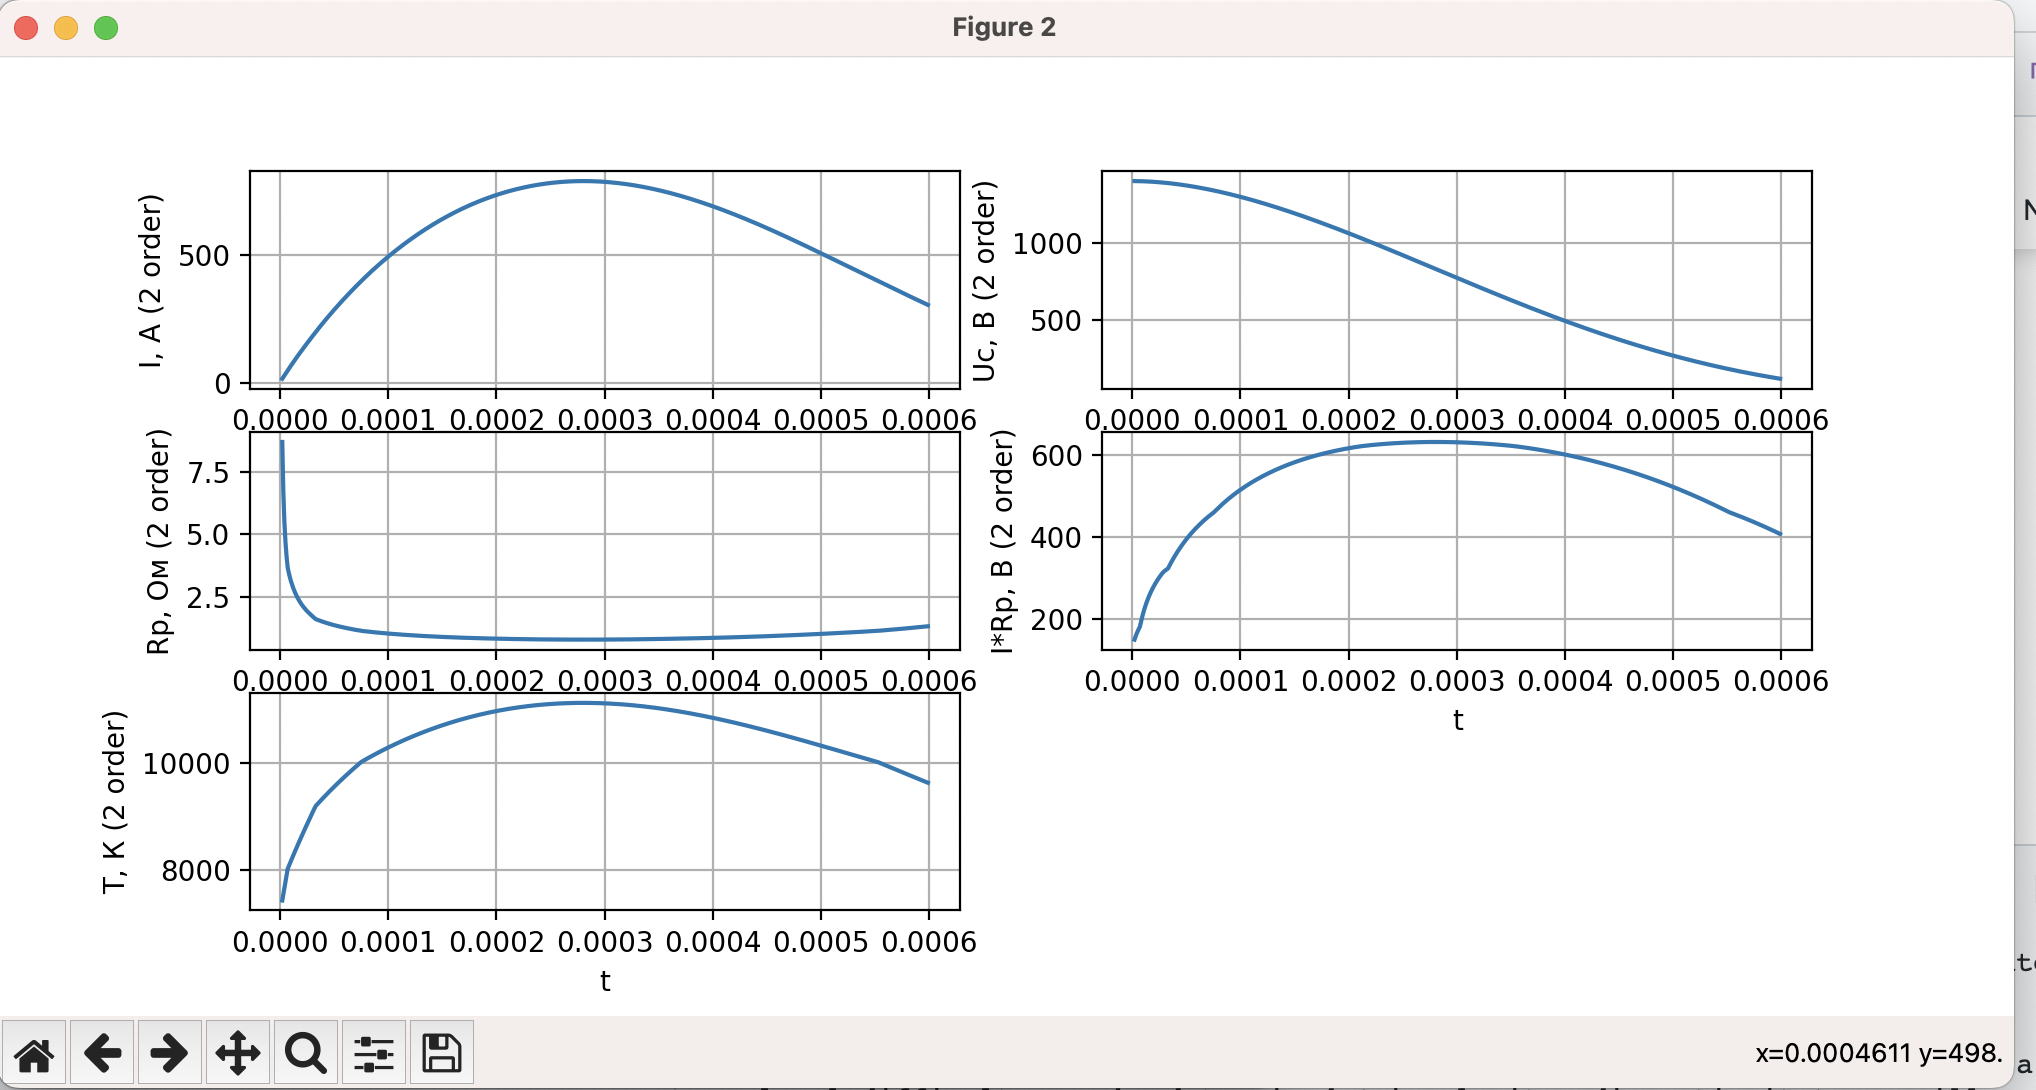 Figure 2
I, A (2 order)
500
0
0.0000 0.0001 0.0002 0.0003 0.0004 0.0005 0.0006
Uc, В (2 order)
1000
500
0.0000 0.0001 0.0002 0.0003 0.0004 0.0005 0.0006
Rp, Ом (2 order)
7.5
5.0
2.5
0.0000 0.0001 0.0002 0.0003 0.0004 0.0005 0.0006
I*Rp, В (2 order)
600
400
200
0.0000 0.0001 0.0002 0.0003 0.0004 0.0005 0.0006
t
T, K (2 order)
10000
8000
0.0000 0.0001 0.0002 0.0003 0.0004 0.0005 0.0006
t
x=0.0004611 y=498.